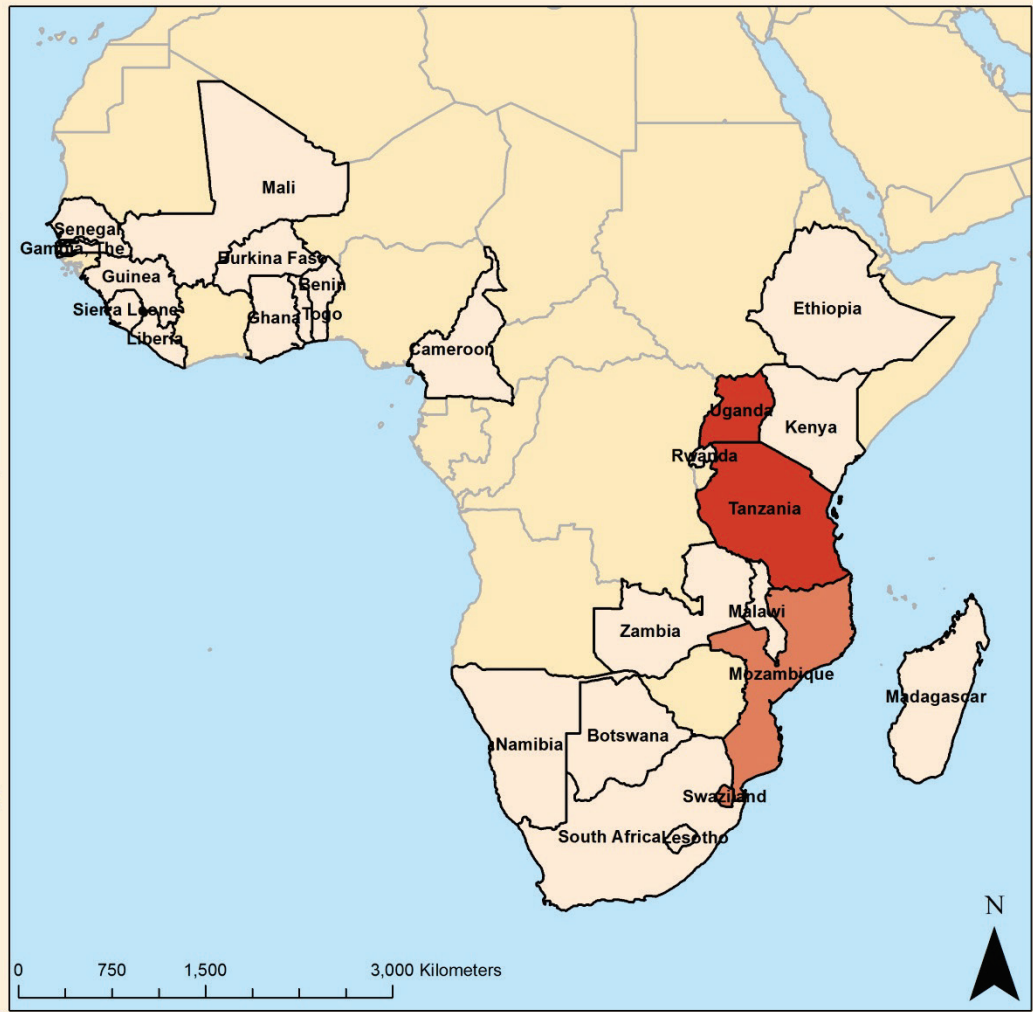 Mali
Senegal
Gambia, The
Burkina Faso
Guinea
Benin
Sierra Leone
Ghana
Togo
Liberia
Cameroon
Ethiopia
Uganda
Kenya
Rwanda
Tanzania
Malawi
Zambia
Mozambique
Madagascar
Namibia
Botswana
Swaziland
South Africa
Lesotho
N
0 750 1,500 3,000 Kilometers